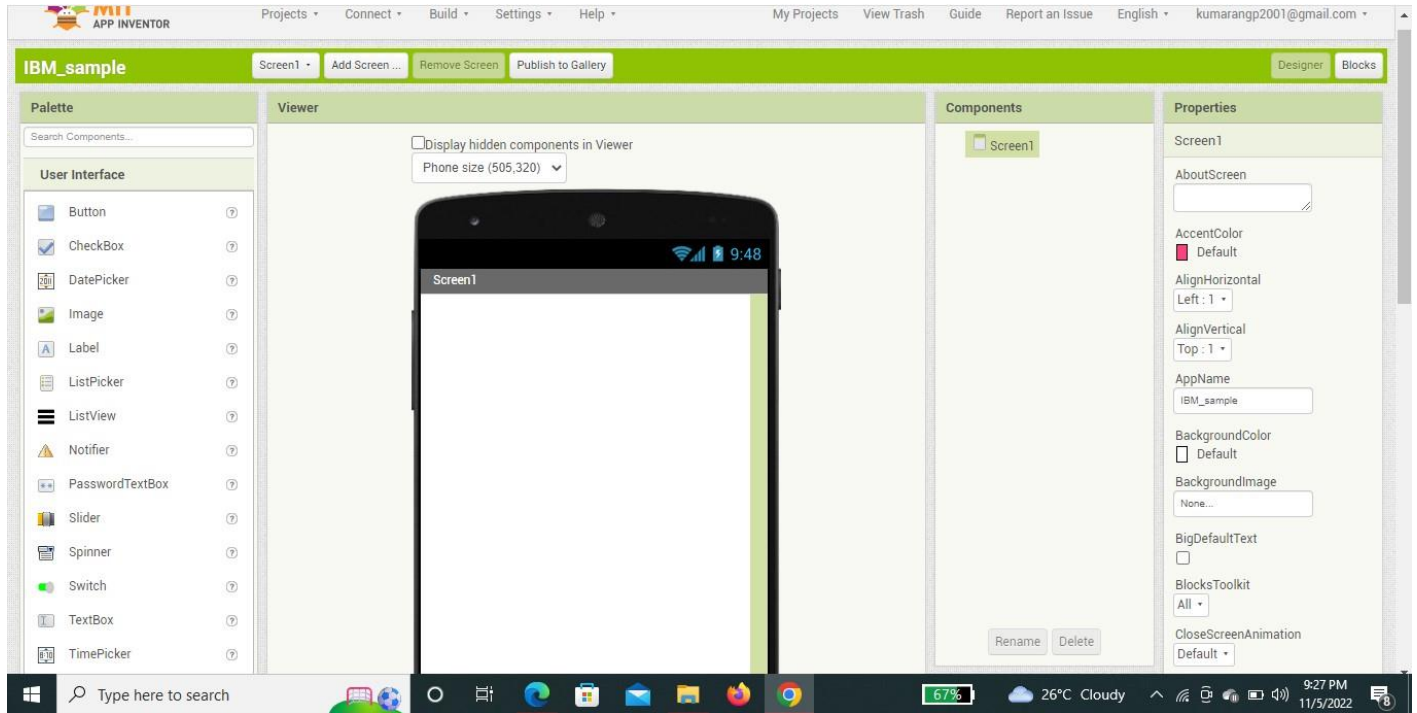 MIT
APP INVENTOR
Projects Connect Build Settings Help My Projects View Trash Guide Report an Issue English kumarangp2001@gmail.com
IBM_sample Screen1 Add Screen ... Remove Screen Publish to Gallery Designer Blocks
Palette
Search Components...
User Interface
Button
CheckBox
DatePicker
Image
Label
ListPicker
ListView
Notifier
PasswordTextBox
Slider
Spinner
Switch
TextBox
TimePicker
Viewer
Display hidden components in Viewer
Phone size (505,320)
9:48
Screen1
Components
Screen1
Rename Delete
Properties
Screen1
AboutScreen
AccentColor
Default
AlignHorizontal
Left : 1
AlignVertical
Top : 1
AppName
IBM_sample
BackgroundColor
Default
BackgroundImage
None...
BigDefaultText
BlocksToolkit
All
CloseScreenAnimation
Default
Type here to search 67% 26°C Cloudy 9:27 PM
11/5/2022 8